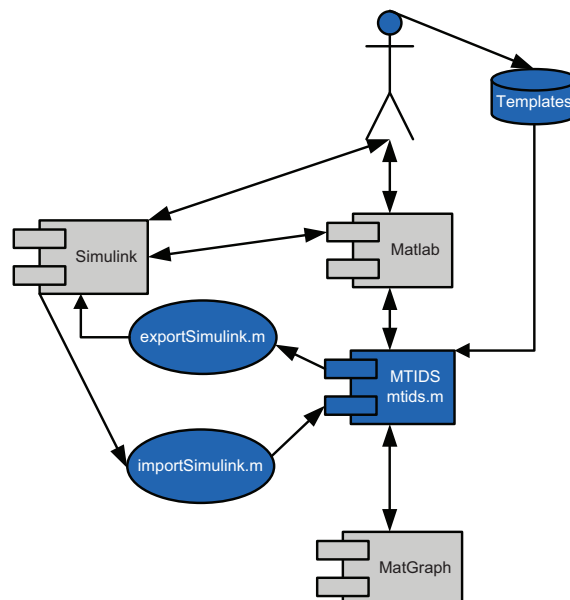 Templates
Simulink
Matlab
exportSimulink.m
MTIDS
mtids.m
importSimulink.m
MatGraph